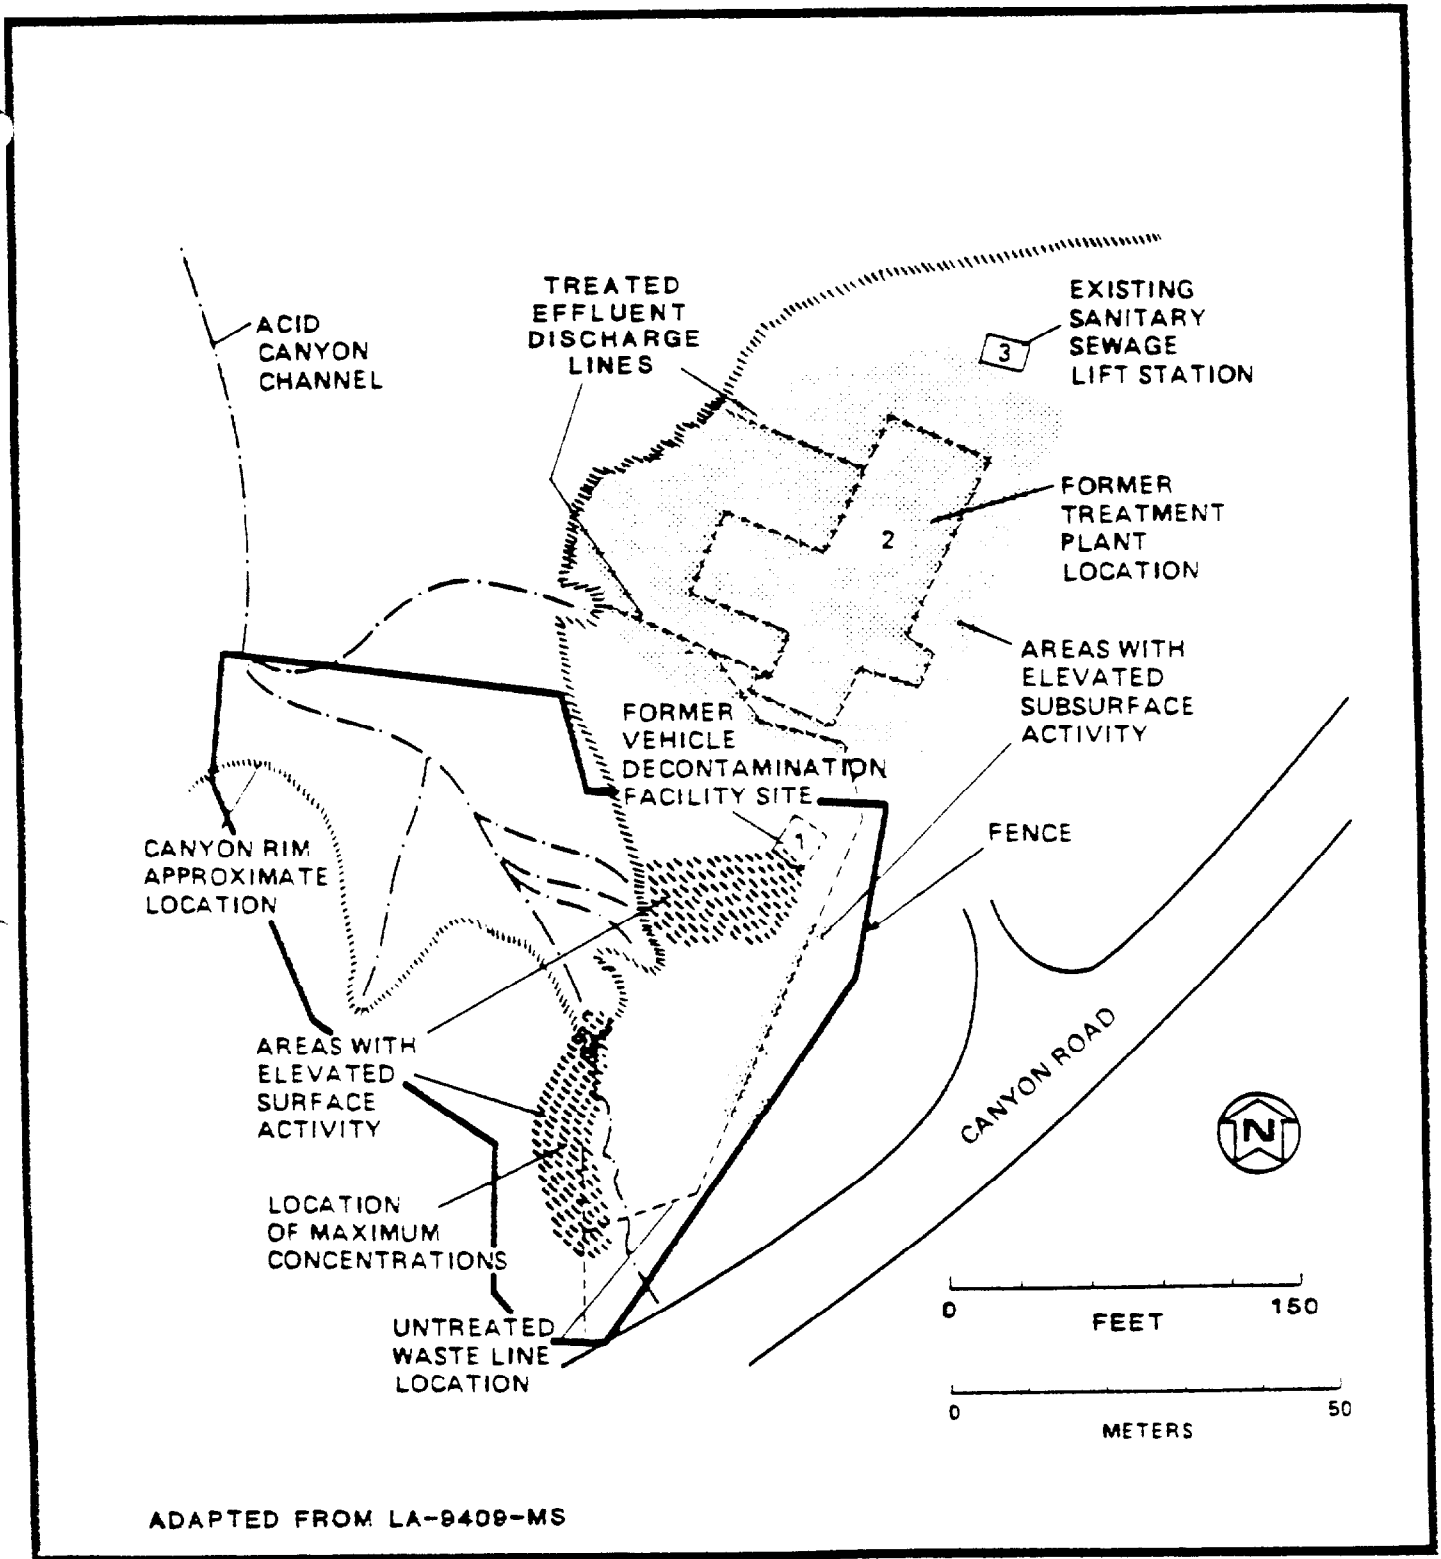 TREATED
EFFLUENT
DISCHARGE
LINES
ACID
CANYON
CHANNEL
EXISTING
SANITARY
SEWAGE
LIFT STATION
3
FORMER
TREATMENT
PLANT
LOCATION
2
AREAS WITH
ELEVATED
SUBSURFACE
ACTIVITY
FORMER
VEHICLE
DECONTAMINATION
FACILITY SITE
1
FENCE
CANYON RIM
APPROXIMATE
LOCATION
AREAS WITH
ELEVATED
SURFACE
ACTIVITY
CANYON ROAD
N
LOCATION
OF MAXIMUM
CONCENTRATIONS
UNTREATED
WASTE LINE
LOCATION
0 150
FEET
0 50
METERS
ADAPTED FROM LA-9409-MS